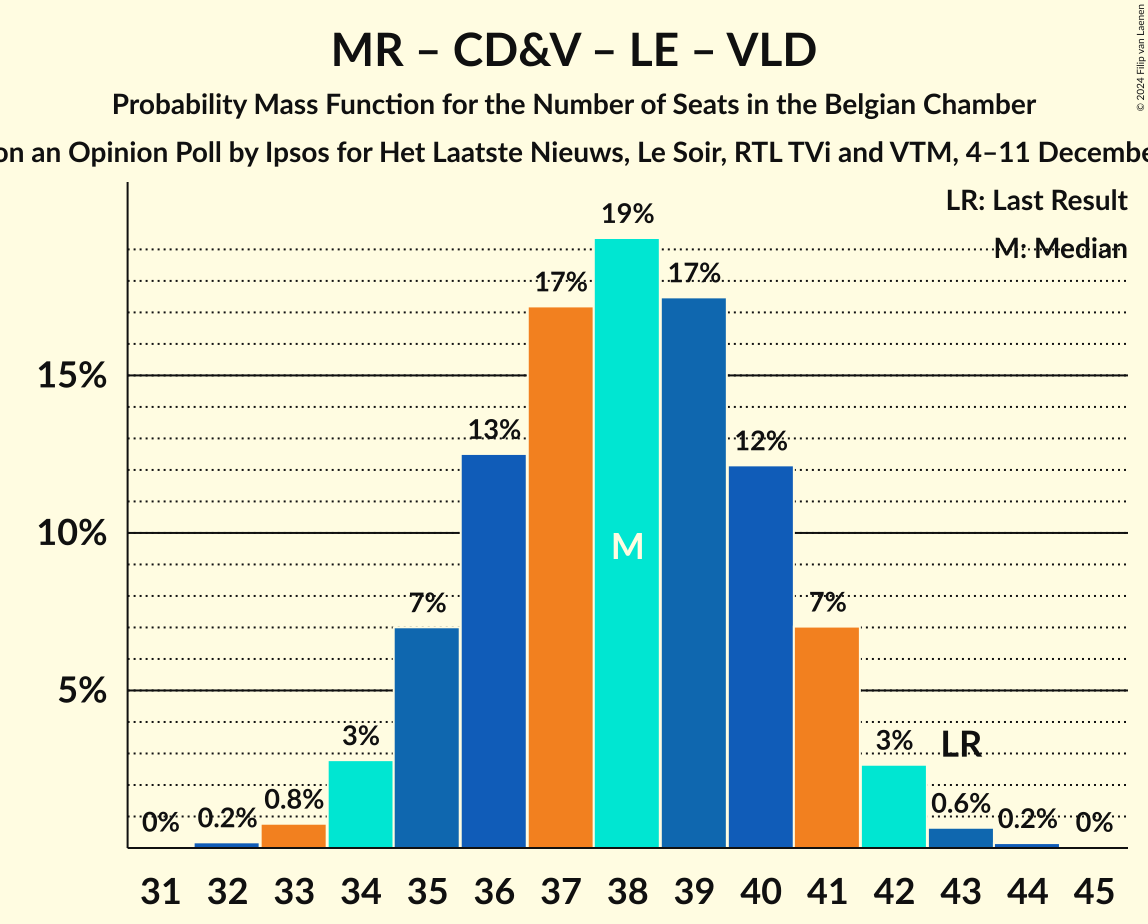 MR – CD&V – LE – VLD
Probability Mass Function for the Number of Seats in the Belgian Chamber
on an Opinion Poll by Ipsos for Het Laatste Nieuws, Le Soir, RTL TVi and VTM, 4–11 Decembe
© 2024 Filip van Laenen
LR: Last Result
M: Median
15%
10%
5%
0%
0.2%
0.8%
3%
7%
13%
17%
19%
17%
12%
7%
3%
0.6%
0.2%
0%
M
LR
31 32 33 34 35 36 37 38 39 40 41 42 43 44 45